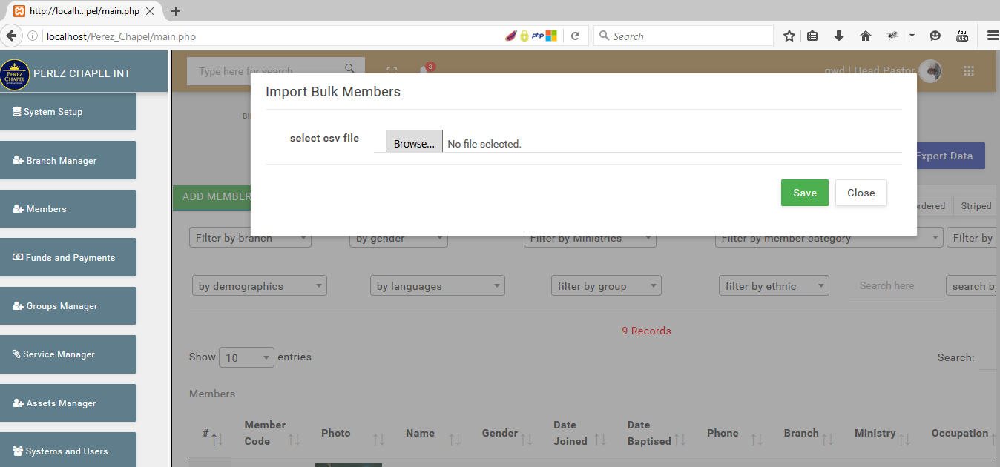 http://localh...pel/main.php
localhost/Perez_Chapel/main.php
php
Search
You
Tube
PEREZ
CHAPEL
PEREZ CHAPEL INT
Type here for search
3
qwd | Head Pastor
System Setup
Branch Manager
Members
Funds and Payments
Groups Manager
Service Manager
Assets Manager
Systems and Users
Import Bulk Members
select csv file
Browse...
No file selected.
Save
Close
Export Data
ADD MEMBER
Striped
Filter by branch
by gender
Filter by Ministries
Filter by member category
Filter by
by demographics
by languages
filter by group
filter by ethnic
Search here
search by
9 Records
Show 10 entries
Search:
Members
# Member Code Photo Name Gender Date Joined Date Baptised Phone Branch Ministry Occupation